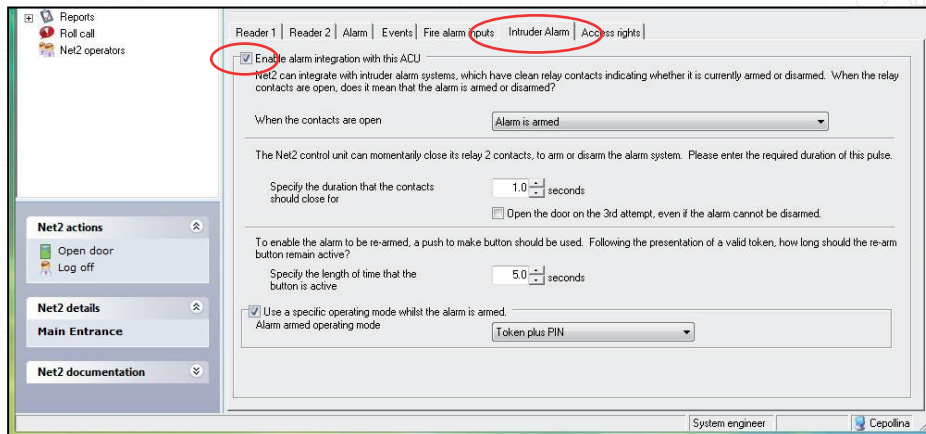 Reports
Roll call
Net2 operators
Net2 actions
Open door
Log off
Net2 details
Main Entrance
Net2 documentation
Reader 1 Reader 2 Alarm Events Fire alarm inputs Intruder Alarm Access rights
Enable alarm integration with this ACU
Net2 can integrate with intruder alarm systems, which have clean relay contacts indicating whether it is currently armed or disarmed. When the relay
contacts are open, does it mean that the alarm is armed or disarmed?
When the contacts are open Alarm is armed
The Net2 control unit can momentarily close its relay 2 contacts, to arm or disarm the alarm system. Please enter the required duration of this pulse.
Specify the duration that the contacts
should close for 1.0 seconds
Open the door on the 3rd attempt, even if the alarm cannot be disarmed.
To enable the alarm to be re-armed, a push to make button should be used. Following the presentation of a valid token, how long should the re-arm
button remain active?
Specify the length of time that the
button is active 5.0 seconds
Use a specific operating mode whilst the alarm is armed.
Alarm armed operating mode Token plus PIN
System engineer Cepollina